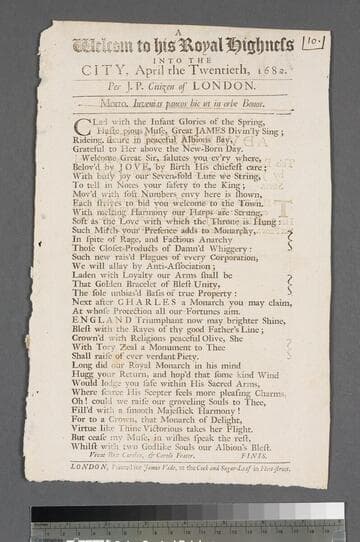 A
Welcom to his Royal Highness
10.
INTO THE
CITY, April the Twentieth, 1682.
Per J. P. Citizen of LONDON.
Motto. Invenies paucos hic ut in orbe Bonos.
CLad with the Infant Glories of the Spring,
Haste pious Muse, Great JAMES Divin'ly Sing;
Rideing, secure in peaceful Albions Bay,
Grateful to Her above the New-Born Day.
Welcome Great Sir, salutes you ev'ry where,
Belov'd by JOVE, by Birth His chiefest care;
With busy joy our Seven-fold Lute we String,
To tell in Notes your safety to the King;
Mov'd with soft Numbers envy here is shown,
Each strives to bid you welcome to the Town.
With melting Harmony our Harps are Strung,
Soft as the Love with which the Throne is Hung:
Such Mirth your Presence adds to Monarchy,
In spite of Rage, and Factious Anarchy
Those Closet-Products of Damn'd Whiggery:
Such new rais'd Plagues of every Corporation,
We will allay by Anti-Association;
Laden with Loyalty our Arms shall be
That Golden Bracelet of Blest Unity,
The sole unbias'd Basis of true Property:
Next after CHARLES a Monarch you may claim,
At whose Protection all our Fortunes aim.
ENGLAND Triumphant now may brighter Shine,
Blest with the Rayes of thy good Father's Line;
Crown'd with Religions peaceful Olive, She
With Tory Zeal a Monument to Thee
Shall raise of ever verdant Piety.
Long did our Royal Monarch in his mind
Hugg your Return, and hop'd that some kind Wind
Would lodge you safe within His Sacred Arms,
Where scarce His Scepter feels more pleasing Charms.
Oh! could we raise our groveling Souls to Thee,
Fill'd with a smooth Majestick Harmony!
For to a Crown, that Monarch of Delight,
Virtue like Thine Victorious takes her Flight.
But cease my Muse, in wishes speak the rest,
Whilst with two Godlike Souls our Albion's Blest.
Vivat Rex Carolus, & Caroli Frater. FINIS.
LONDON, Printed for James Vade, at the Cock and Sugar-Loaf in Fleet-street.